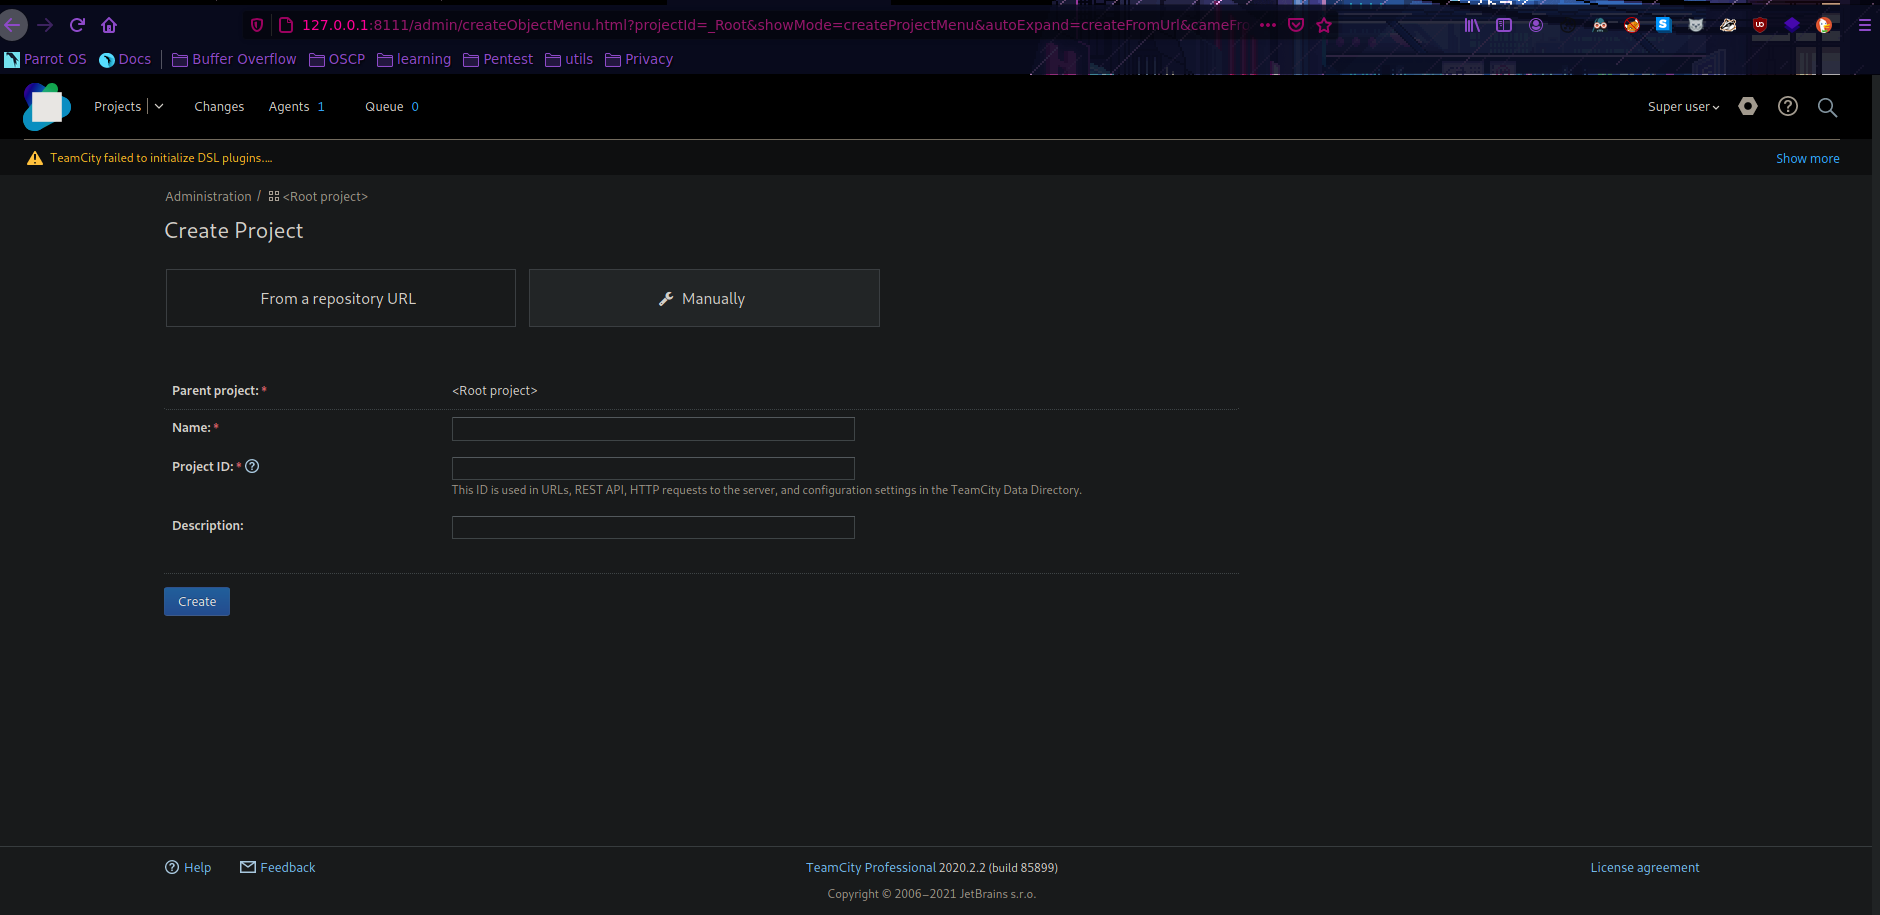 127.0.0.1:8111/admin/createObjectMenu.html?projectId=_Root&showMode=createProjectMenu&autoExpand=createFromUrl&cameFro
Parrot OS Docs Buffer Overflow OSCP learning Pentest utils Privacy
Projects Changes Agents 1 Queue 0 Super user
TeamCity failed to initialize DSL plugins.... Show more
Administration / <Root project>
Create Project
From a repository URL Manually
Parent project: * <Root project>
Name: *
Project ID: *
This ID is used in URLs, REST API, HTTP requests to the server, and configuration settings in the TeamCity Data Directory.
Description:
Create
Help Feedback TeamCity Professional 2020.2.2 (build 85899) License agreement
Copyright © 2006–2021 JetBrains s.r.o.